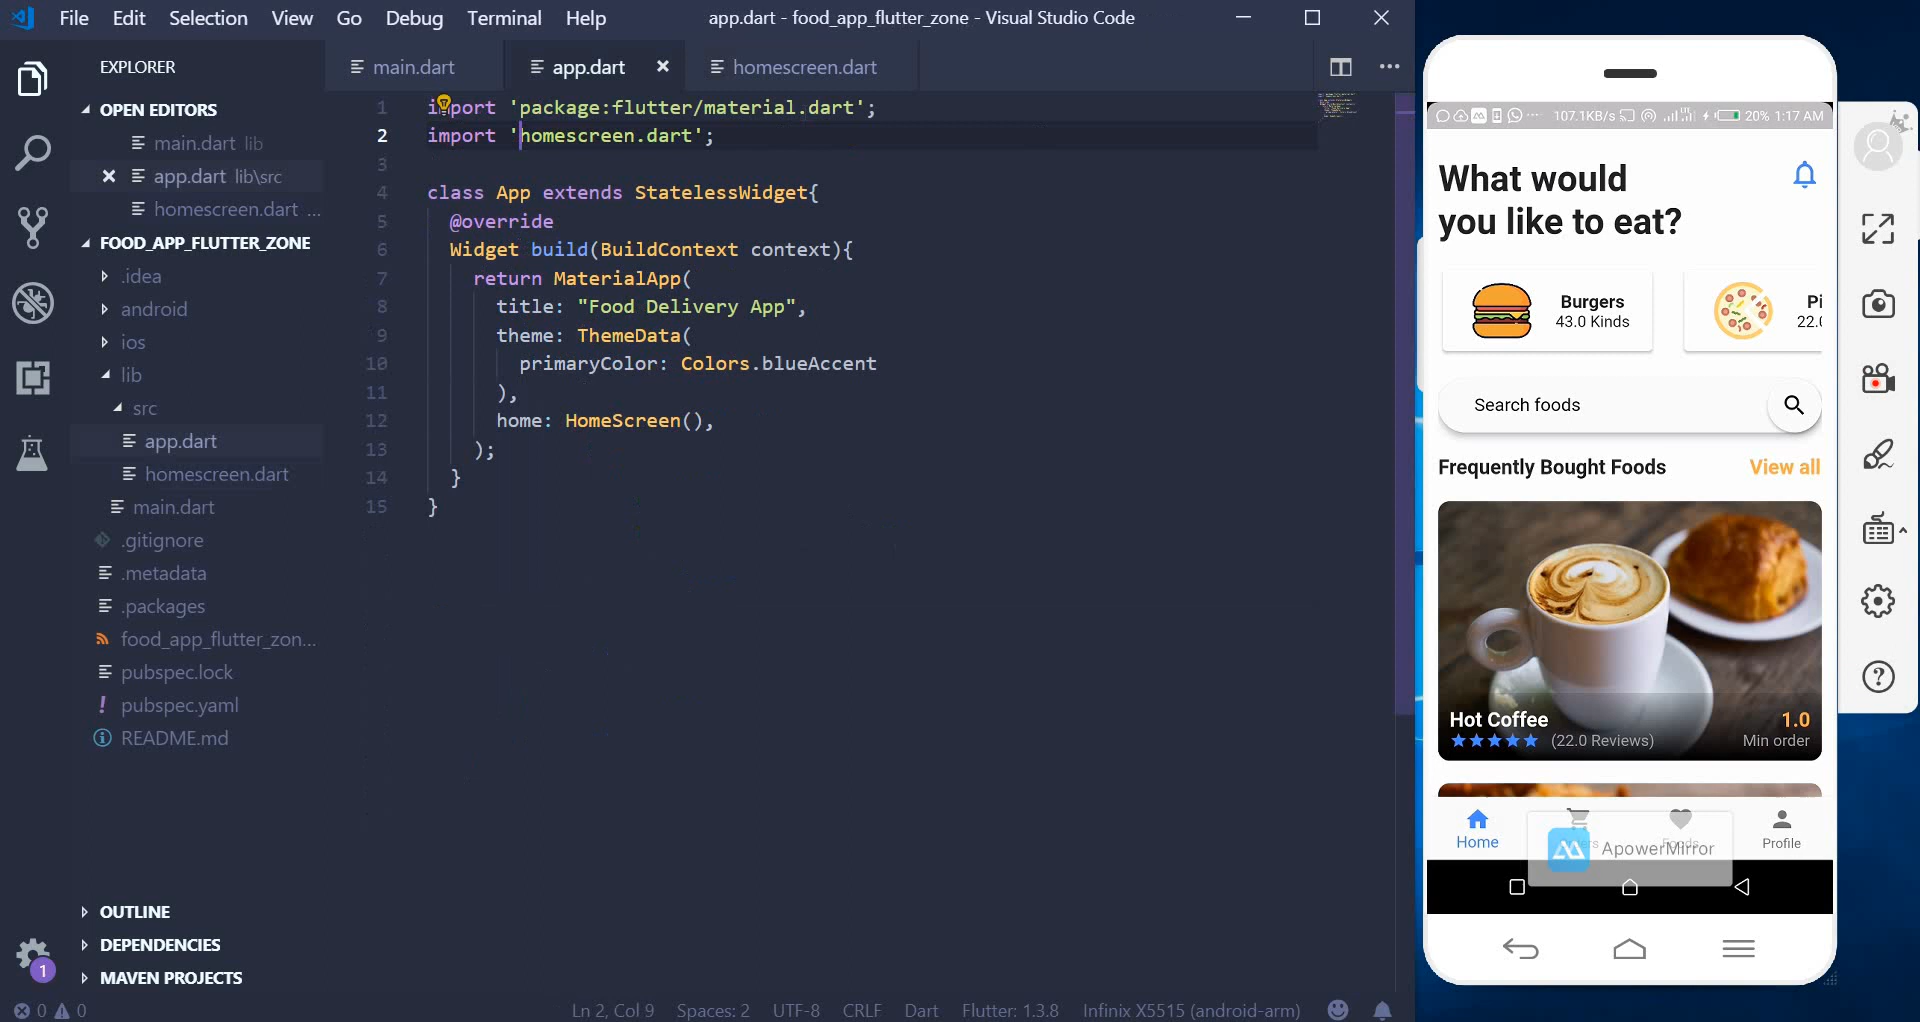 File Edit Selection View Go Debug Terminal Help
app.dart - food_app_flutter_zone - Visual Studio Code
EXPLORER
OPEN EDITORS
main.dart lib
app.dart lib\src
homescreen.dart ...
FOOD_APP_FLUTTER_ZONE
.idea
android
ios
lib
src
app.dart
homescreen.dart
main.dart
.gitignore
.metadata
.packages
food_app_flutter_zon...
pubspec.lock
pubspec.yaml
README.md
OUTLINE
DEPENDENCIES
MAVEN PROJECTS
1
main.dart app.dart homescreen.dart
1 import 'package:flutter/material.dart';
2 import 'homescreen.dart';
3
4 class App extends StatelessWidget{
5 @override
6 Widget build(BuildContext context){
7 return MaterialApp(
8 title: "Food Delivery App",
9 theme: ThemeData(
10 primaryColor: Colors.blueAccent
11 ),
12 home: HomeScreen(),
13 );
14 }
15 }
0 0 Ln 2, Col 9 Spaces: 2 UTF-8 CRLF Dart Flutter: 1.3.8 Infinix X5515 (android-arm)
107.1KB/s 20% 1:17 AM
What would
you like to eat?
Burgers
43.0 Kinds
Pi
22.
Search foods
Frequently Bought Foods View all
Hot Coffee 1.0
(22.0 Reviews) Min order
Home Foods Profile
ApowerMirror